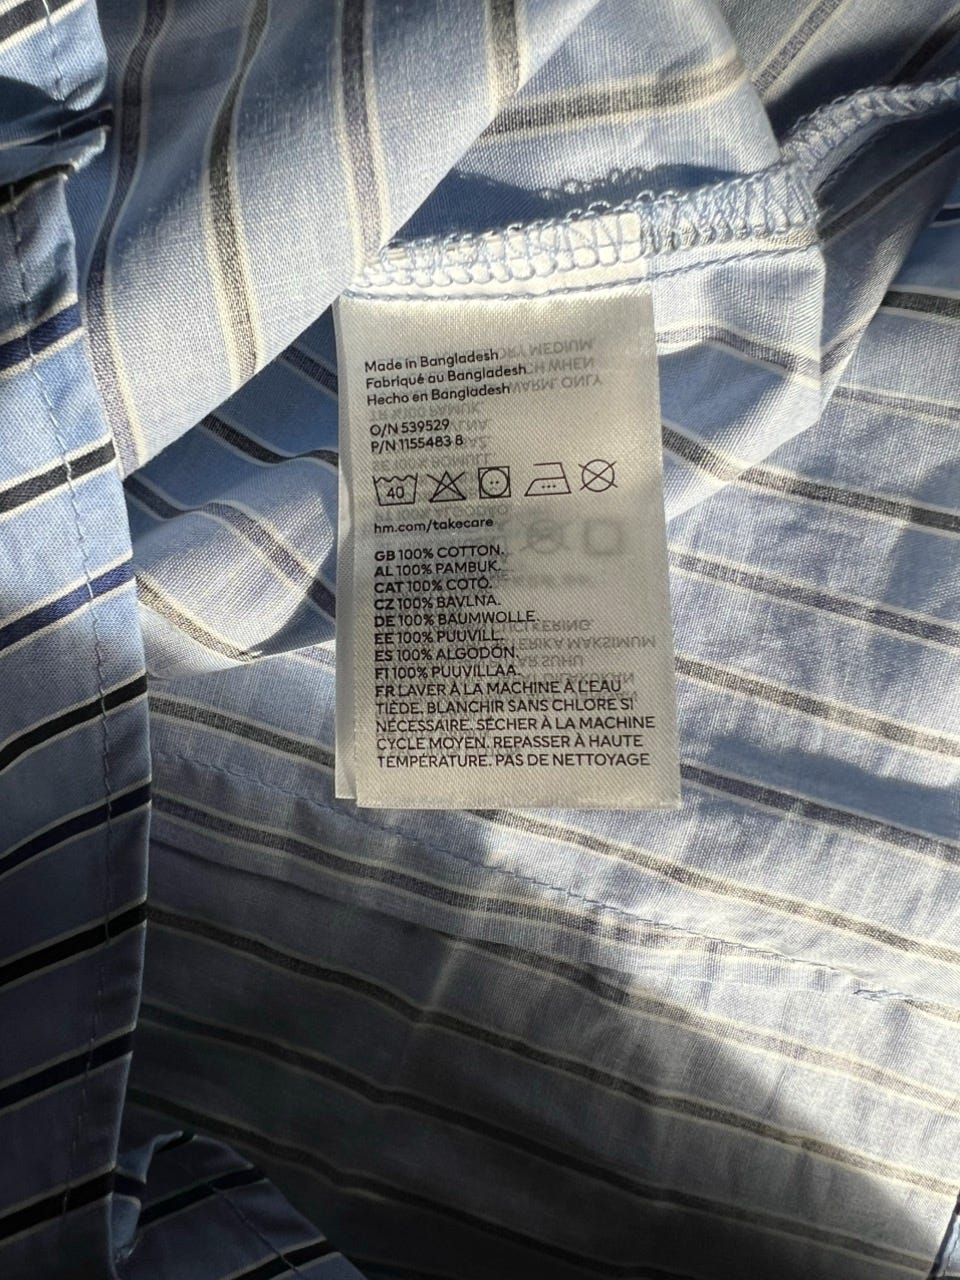 Made in Bangladesh
Fabriqué au Bangladesh
Hecho en Bangladesh
O/N 539529
P/N 1155483 8
40
hm.com/takecare
GB 100% COTTON.
AL 100% PAMBUK.
CAT 100% COTÓ.
CZ 100% BAVLNA.
DE 100% BAUMWOLLE.
EE 100% PUUVILL.
ES 100% ALGODÓN.
FI 100% PUUVILLAA.
FR LAVER À LA MACHINE À L'EAU
TIÈDE. BLANCHIR SANS CHLORE SI
NÉCESSAIRE. SÉCHER À LA MACHINE
CYCLE MOYEN. REPASSER À HAUTE
TEMPÉRATURE. PAS DE NETTOYAGE